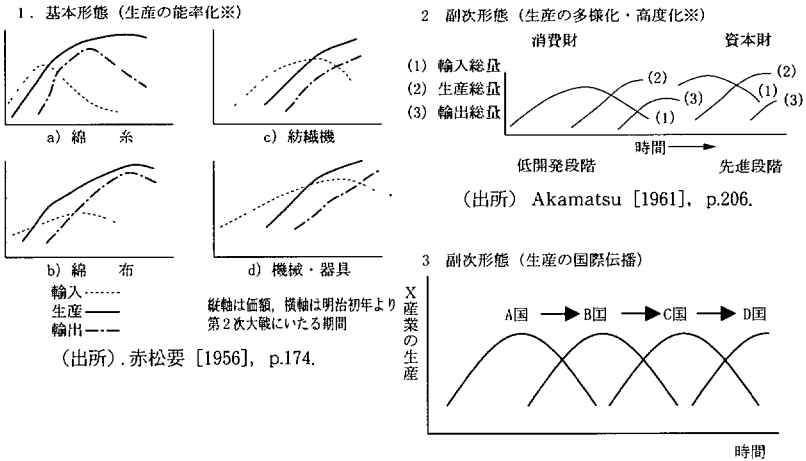 1. 基本形態(生産の能率化※)
a) 綿 糸
c) 紡織機
b) 綿 布
d) 機械・器具
輸入
生産
輸出
縦軸は価額,横軸は明治初年より
第2次大戦にいたる期間
(出所).赤松要 [1956], p.174.
2 副次形態(生産の多様化・高度化※)
消費財
資本財
(1) 輸入総量
(2) 生産総量
(3) 輸出総量
(2)
(3)
(1)
(2)
(1)
(3)
時間
低開発段階
先進段階
(出所) Akamatsu [1961], p.206.
3 副次形態(生産の国際伝播)
X産業の生産
A国
B国
C国
D国
時間